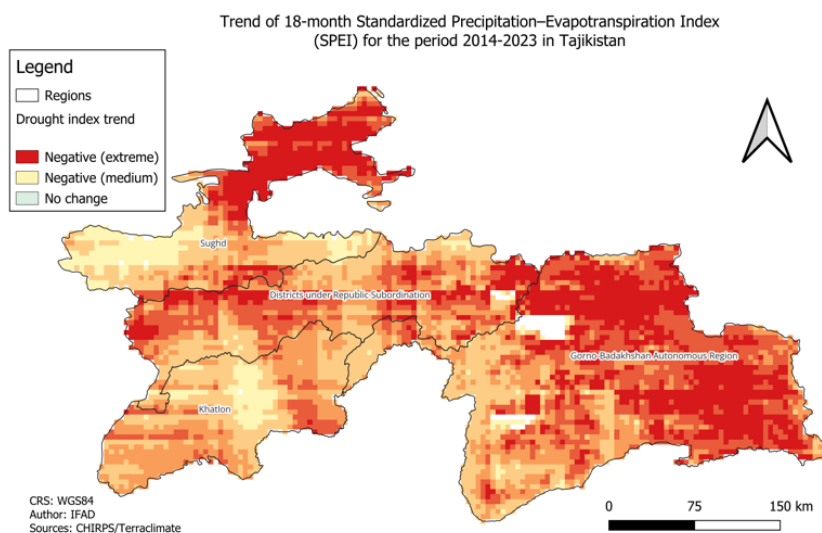 Trend of 18-month Standardized Precipitation–Evapotranspiration Index
(SPEI) for the period 2014-2023 in Tajikistan
Legend
Regions
Drought index trend
Negative (extreme)
Negative (medium)
No change
Sughd
Districts under Republic Subordination
Gorno-Badakhshan Autonomous Region
Khatlon
CRS: WGS84
Author: IFAD
Sources: CHIRPS/Terraclimate
0 75 150 km